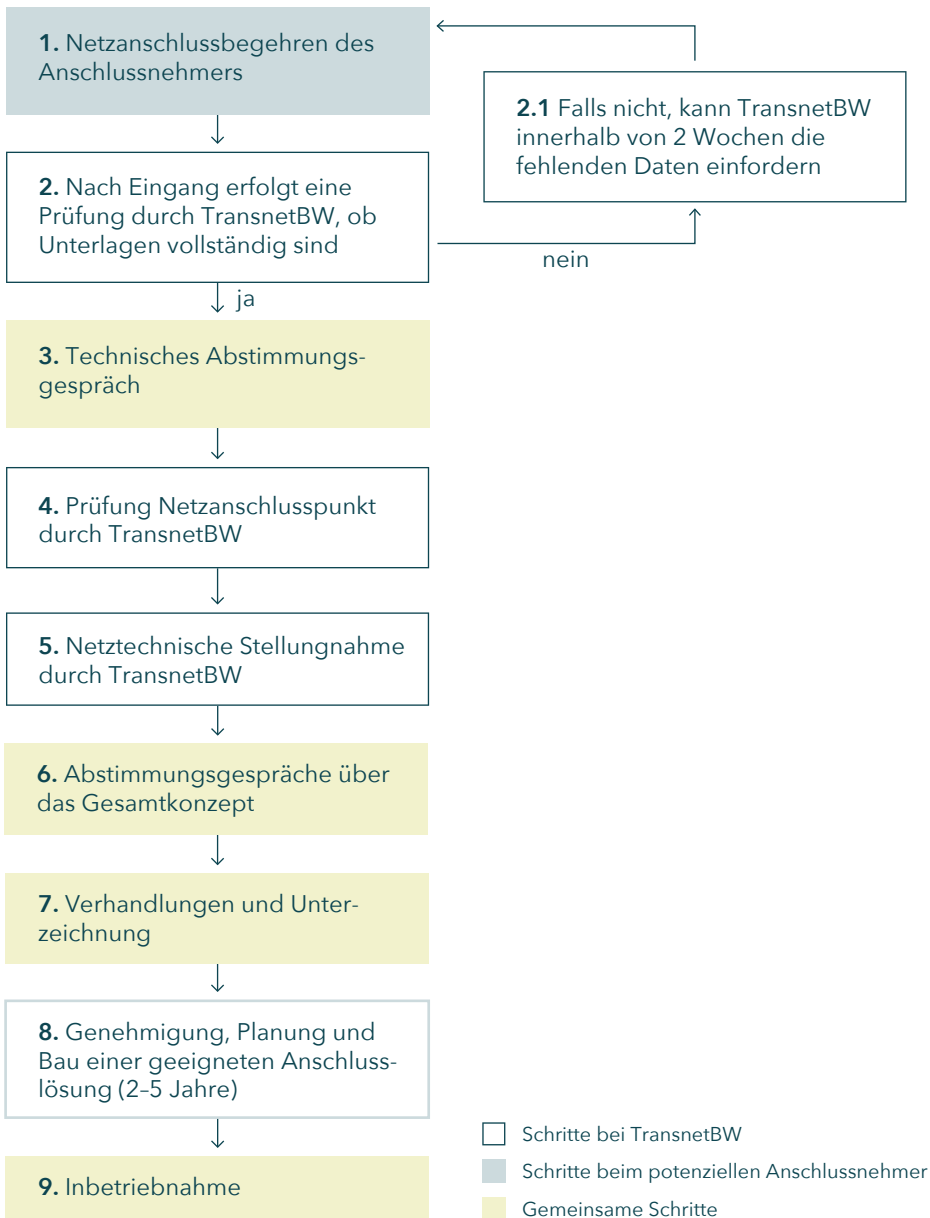 1. Netzanschlussbegehren des
Anschlussnehmers
2.1 Falls nicht, kann TransnetBW
innerhalb von 2 Wochen die
fehlenden Daten einfordern
2. Nach Eingang erfolgt eine
Prüfung durch TransnetBW, ob
Unterlagen vollständig sind
nein
ja
3. Technisches Abstimmungs-
gespräch
4. Prüfung Netzanschlusspunkt
durch TransnetBW
5. Netztechnische Stellungnahme
durch TransnetBW
6. Abstimmungsgespräche über
das Gesamtkonzept
7. Verhandlungen und Unter-
zeichnung
8. Genehmigung, Planung und
Bau einer geeigneten Anschluss-
lösung (2–5 Jahre)
9. Inbetriebnahme
Schritte bei TransnetBW
Schritte beim potenziellen Anschlussnehmer
Gemeinsame Schritte